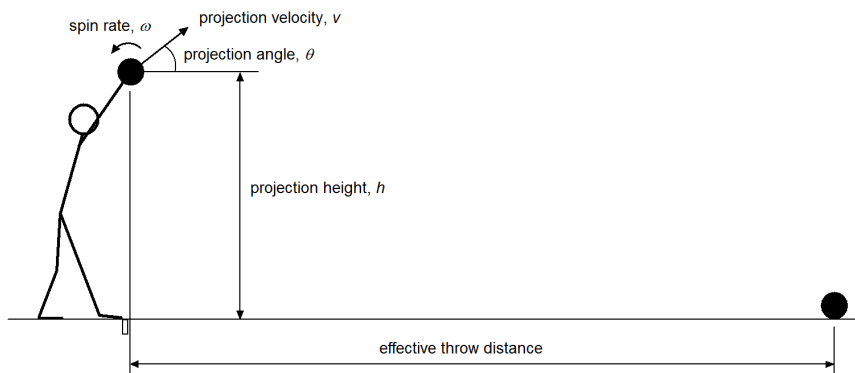 projection velocity, v
spin rate, ω
projection angle, θ
projection height, h
effective throw distance